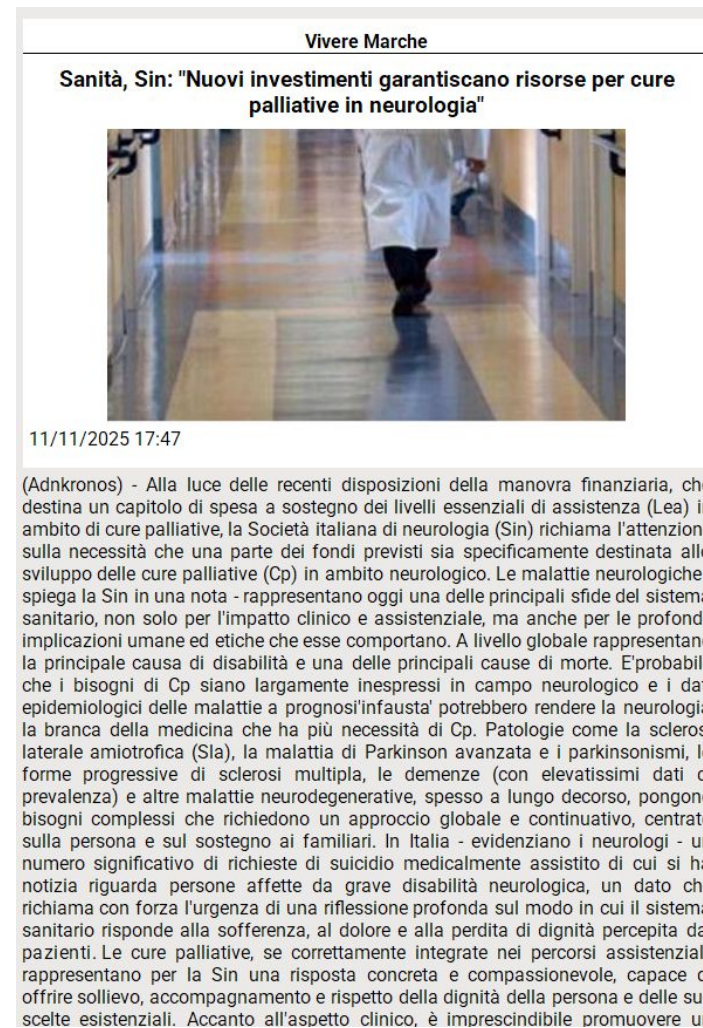 Vivere Marche
Sanità, Sin: "Nuovi investimenti garantiscano risorse per cure
palliative in neurologia"
11/11/2025 17:47
(Adnkronos) - Alla luce delle recenti disposizioni della manovra finanziaria, che
destina un capitolo di spesa a sostegno dei livelli essenziali di assistenza (Lea) i
ambito di cure palliative, la Società italiana di neurologia (Sin) richiama l'attenzion
sulla necessità che una parte dei fondi previsti sia specificamente destinata allo
sviluppo delle cure palliative (Cp) in ambito neurologico. Le malattie neurologiche
spiega la Sin in una nota - rappresentano oggi una delle principali sfide del sistema
sanitario, non solo per l'impatto clinico e assistenziale, ma anche per le profond
implicazioni umane ed etiche che esse comportano. A livello globale rappresentano
la principale causa di disabilità e una delle principali cause di morte. E'probabil
che i bisogni di Cp siano largamente inespressi in campo neurologico e i dat
epidemiologici delle malattie a prognosi'infausta' potrebbero rendere la neurologia
la branca della medicina che ha più necessità di Cp. Patologie come la scleros
laterale amiotrofica (Sla), la malattia di Parkinson avanzata e i parkinsonismi, le
forme progressive di sclerosi multipla, le demenze (con elevatissimi dati d
prevalenza) e altre malattie neurodegenerative, spesso a lungo decorso, pongono
bisogni complessi che richiedono un approccio globale e continuativo, centrato
sulla persona e sul sostegno ai familiari. In Italia - evidenziano i neurologi - un
numero significativo di richieste di suicidio medicalmente assistito di cui si ha
notizia riguarda persone affette da grave disabilità neurologica, un dato ch
richiama con forza l'urgenza di una riflessione profonda sul modo in cui il sistema
sanitario risponde alla sofferenza, al dolore e alla perdita di dignità percepita da
pazienti. Le cure palliative, se correttamente integrate nei percorsi assistenzial
rappresentano per la Sin una risposta concreta e compassionevole, capace d
offrire sollievo, accompagnamento e rispetto della dignità della persona e delle su
scelte esistenziali. Accanto all'aspetto clinico, è imprescindibile promuovere u